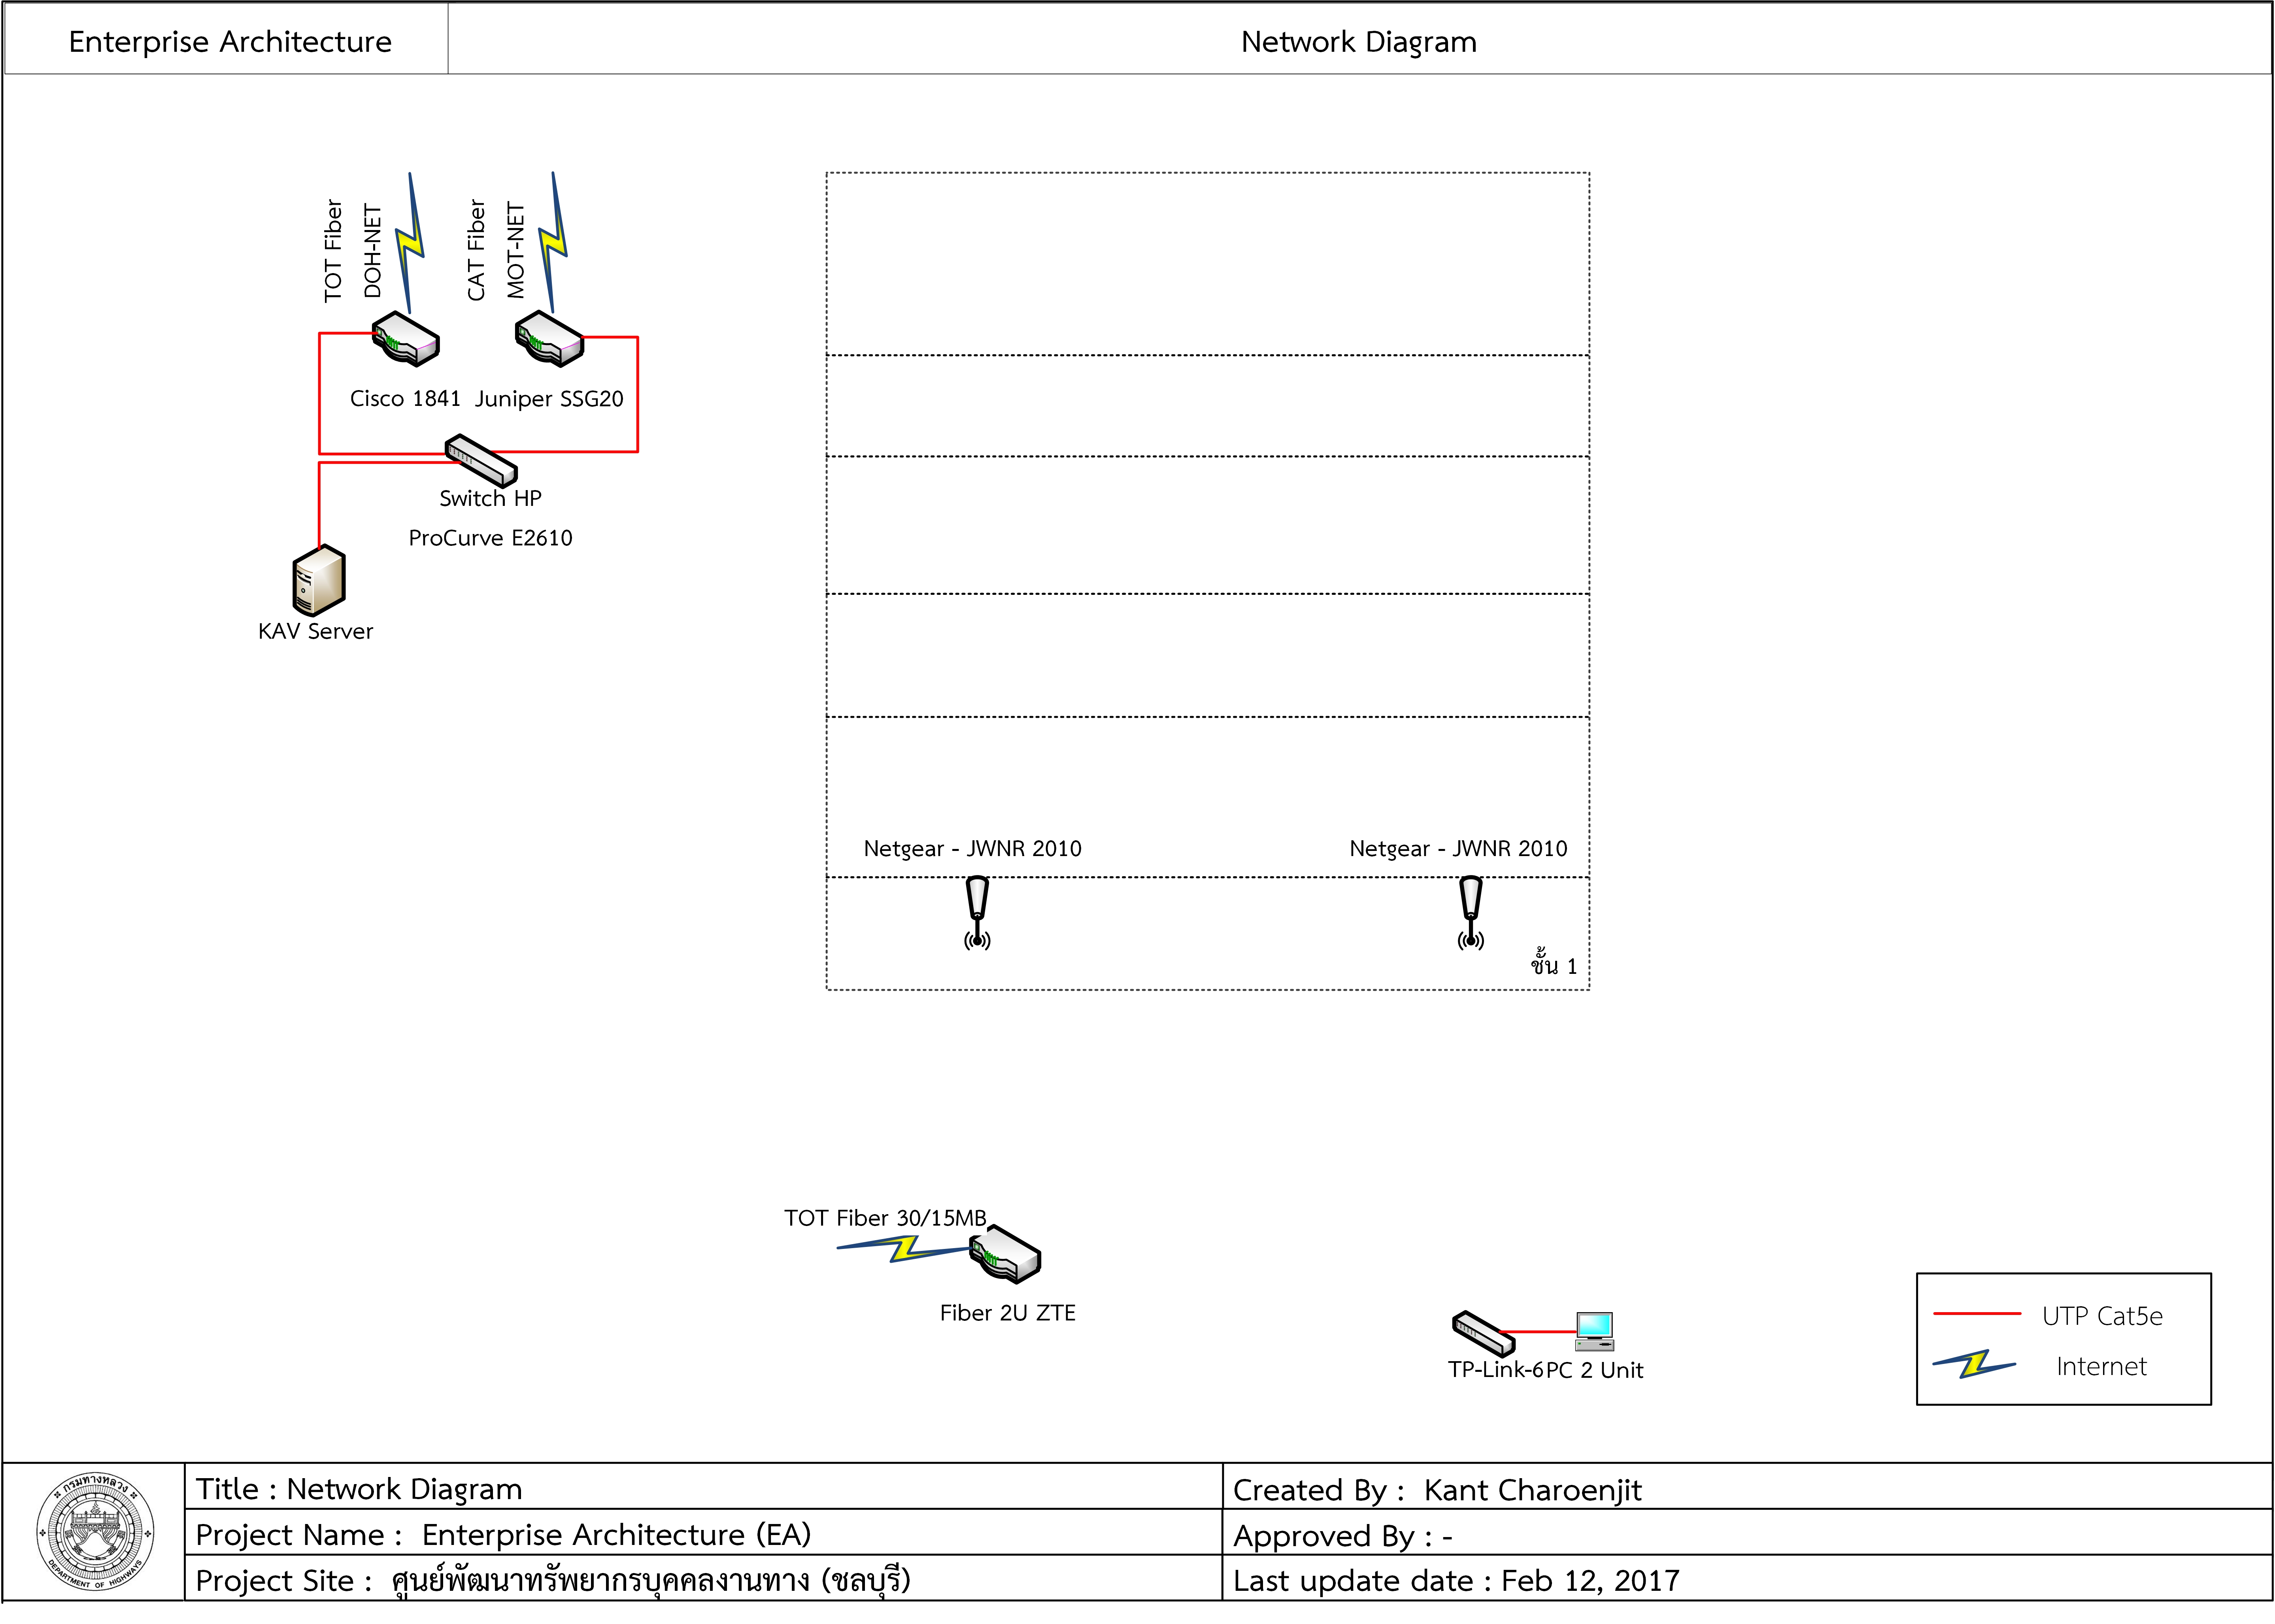 Enterprise Architecture
Network Diagram
TOT Fiber
DOH-NET
CAT Fiber
MOT-NET
Cisco 1841
Juniper SSG20
Switch HP
ProCurve E2610
KAV Server
Netgear - JWNR 2010
Netgear - JWNR 2010
ชั้น 1
TOT Fiber 30/15MB
Fiber 2U ZTE
TP-Link-6
PC 2 Unit
UTP Cat5e
Internet
กรมทางหลวง
DEPARTMENT OF HIGHWAYS
Title : Network Diagram
Created By : Kant Charoenjit
Project Name : Enterprise Architecture (EA)
Approved By : -
Project Site : ศูนย์พัฒนาทรัพยากรบุคคลงานทาง (ชลบุรี)
Last update date : Feb 12, 2017